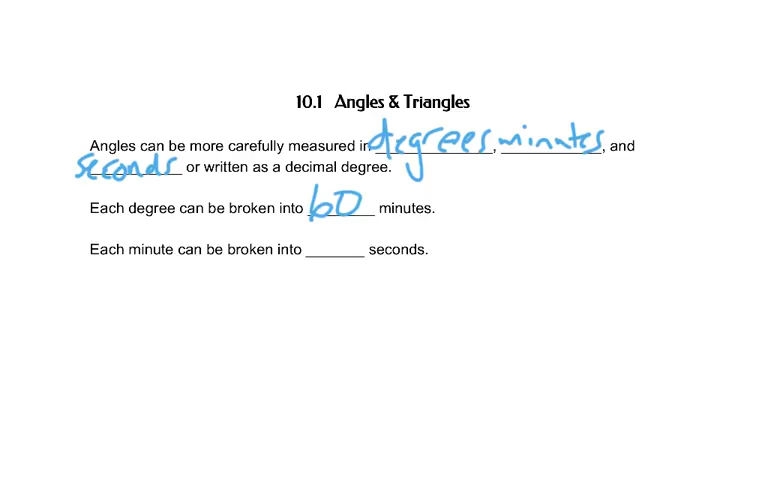 10.1 Angles & Triangles
Angles can be more carefully measured in degrees, minutes, and
seconds or written as a decimal degree.
Each degree can be broken into 60 minutes.
Each minute can be broken into ________ seconds.